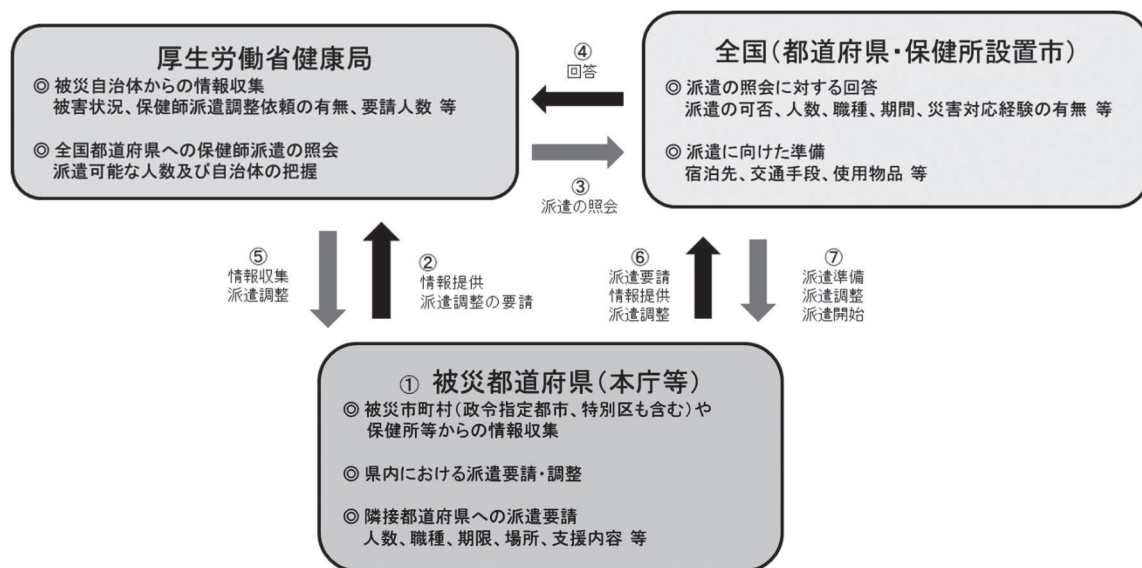 厚生労働省健康局
◎ 被災自治体からの情報収集
被害状況、保健師派遣調整依頼の有無、要請人数 等
◎ 全国都道府県への保健師派遣の照会
派遣可能な人数及び自治体の把握
④
回答
③
派遣の照会
全国(都道府県・保健所設置市)
◎ 派遣の照会に対する回答
派遣の可否、人数、職種、期間、災害対応経験の有無 等
◎ 派遣に向けた準備
宿泊先、交通手段、使用物品 等
⑤
情報収集
派遣調整
②
情報提供
派遣調整の要請
⑥
派遣要請
情報提供
派遣調整
⑦
派遣準備
派遣調整
派遣開始
① 被災都道府県(本庁等)
◎ 被災市町村(政令指定都市、特別区も含む)や
保健所等からの情報収集
◎ 県内における派遣要請・調整
◎ 隣接都道府県への派遣要請
人数、職種、期限、場所、支援内容 等